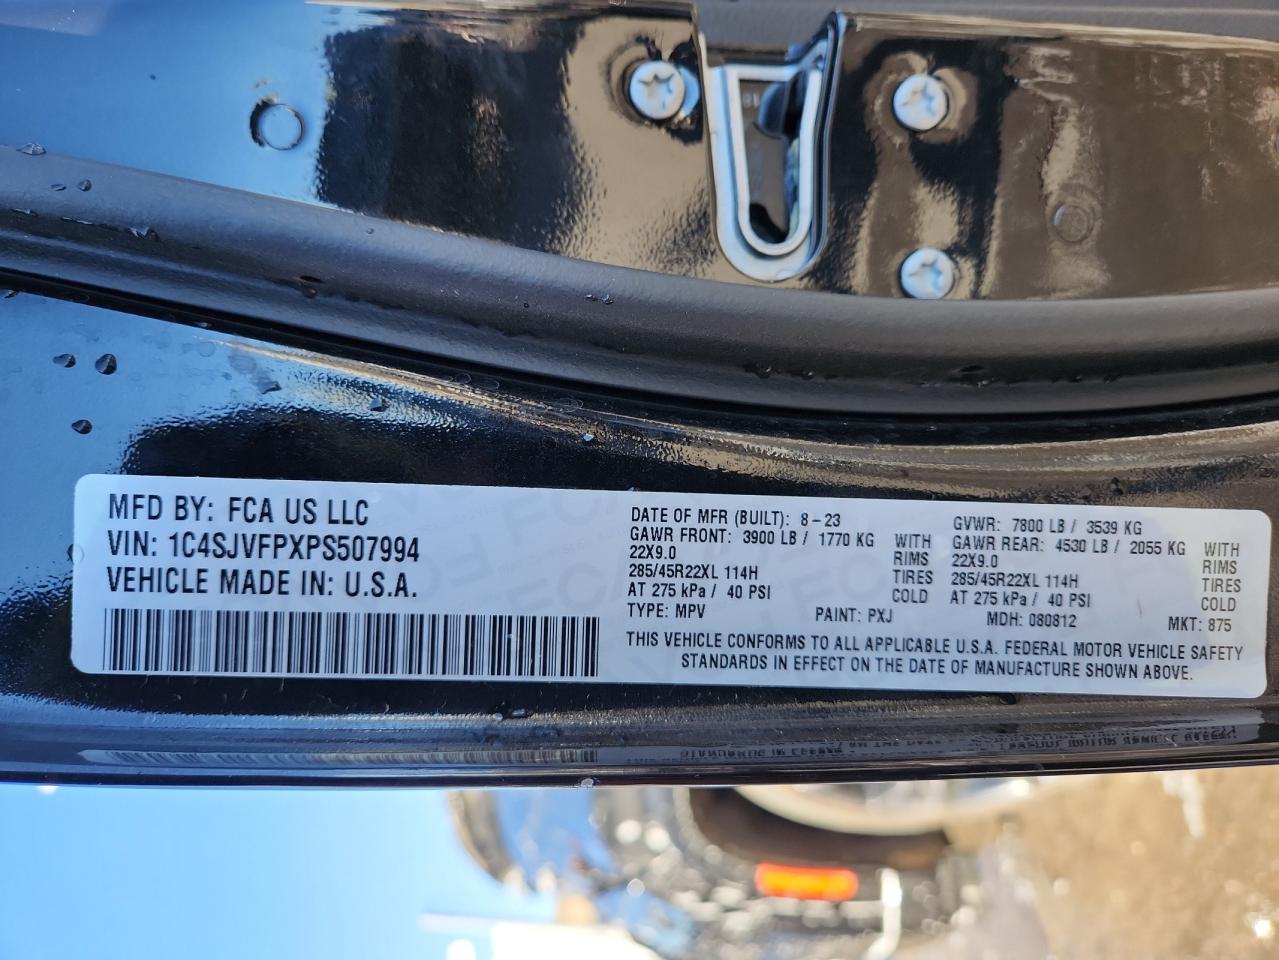 MFD BY: FCA US LLC
VIN: 1C4SJVFPXPS507994
VEHICLE MADE IN: U.S.A.
DATE OF MFR (BUILT): 8-23
GAWR FRONT: 3900 LB / 1770 KG WITH
22X9.0 RIMS
285/45R22XL 114H TIRES
AT 275 kPa / 40 PSI COLD
TYPE: MPV
GVWR: 7800 LB / 3539 KG
GAWR REAR: 4530 LB / 2055 KG WITH
22X9.0 RIMS
285/45R22XL 114H TIRES
AT 275 kPa / 40 PSI COLD
PAINT: PXJ MDH: 080812 MKT: 875
THIS VEHICLE CONFORMS TO ALL APPLICABLE U.S.A. FEDERAL MOTOR VEHICLE SAFETY
STANDARDS IN EFFECT ON THE DATE OF MANUFACTURE SHOWN ABOVE.